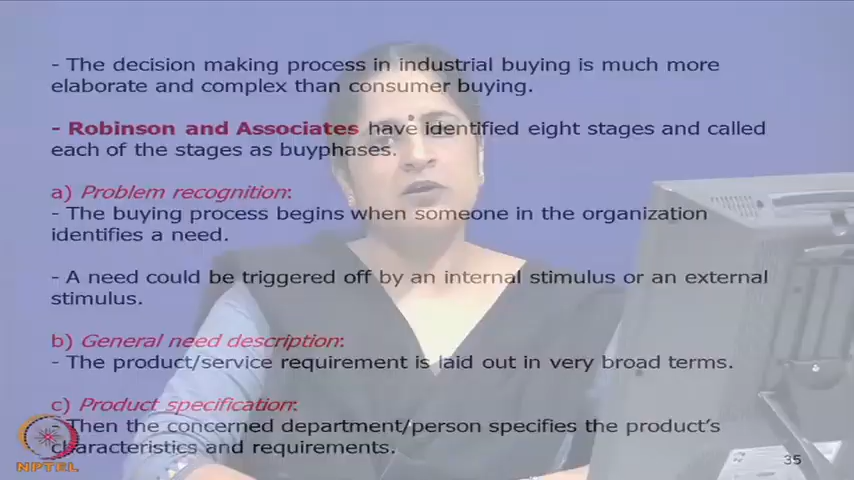 - The decision making process in industrial buying is much more
elaborate and complex than consumer buying.
- Robinson and Associates have identified eight stages and called
each of the stages as buyphases.
a) Problem recognition:
- The buying process begins when someone in the organization
identifies a need.
- A need could be triggered off by an internal stimulus or an external
stimulus.
b) General need description:
- The product/service requirement is laid out in very broad terms.
c) Product specification:
- Then the concerned department/person specifies the product's
characteristics and requirements.
NPTEL
35